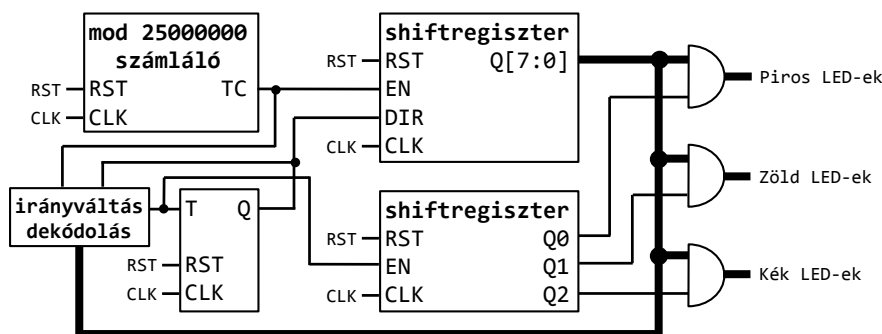 mod 25000000
számláló
RST RST TC
CLK CLK
shiftregiszter
RST RST Q[7:0]
EN
DIR
CLK CLK
Piros LED-ek
Zöld LED-ek
Kék LED-ek
irányváltás
dekódolás
T Q
RST RST
CLK CLK
shiftregiszter
RST RST Q0
EN Q1
CLK CLK Q2